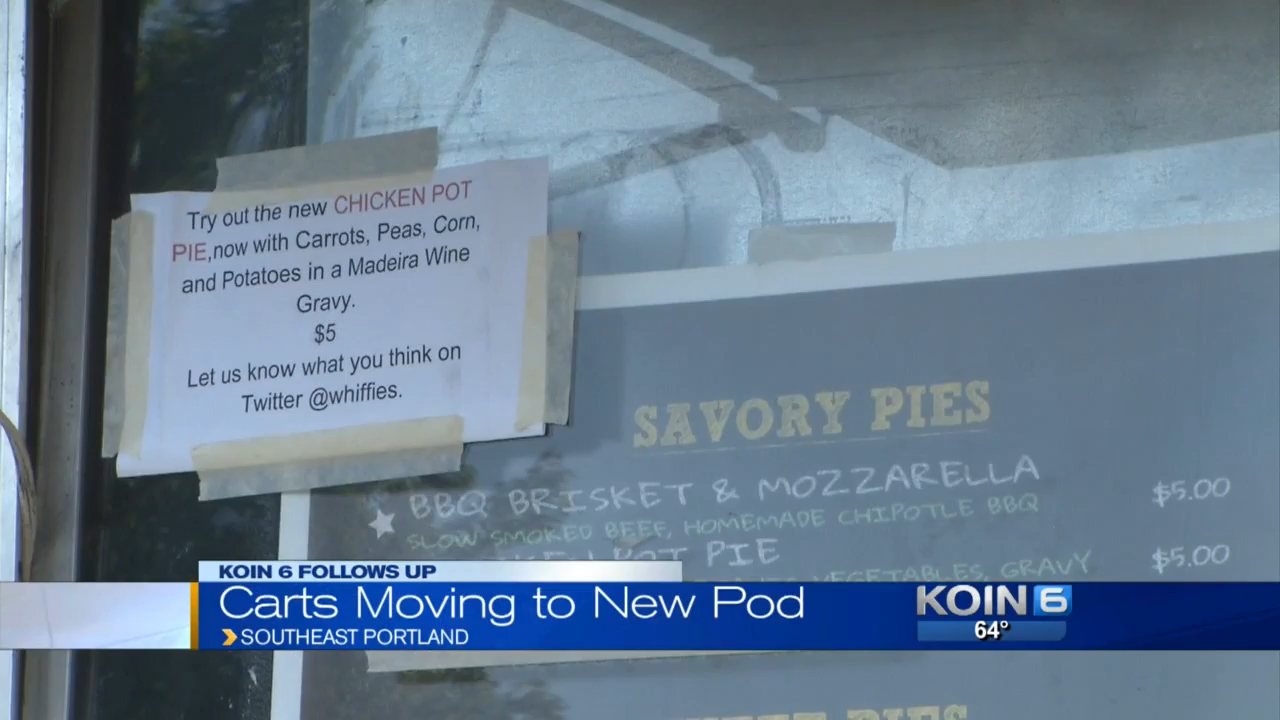 Try out the new CHICKEN POT
PIE,now with Carrots, Peas, Corn,
and Potatoes in a Madeira Wine
Gravy.
$5
Let us know what you think on
Twitter @whiffies.
SAVORY PIES
BBQ BRISKET & MOZZARELLA $5.00
SLOW SMOKED BEEF, HOMEMADE CHIPOTLE BBQ
POT PIE $5.00
VEGETABLES, GRAVY
KOIN 6 FOLLOWS UP
Carts Moving to New Pod
SOUTHEAST PORTLAND
KOIN 6
64°
PIES